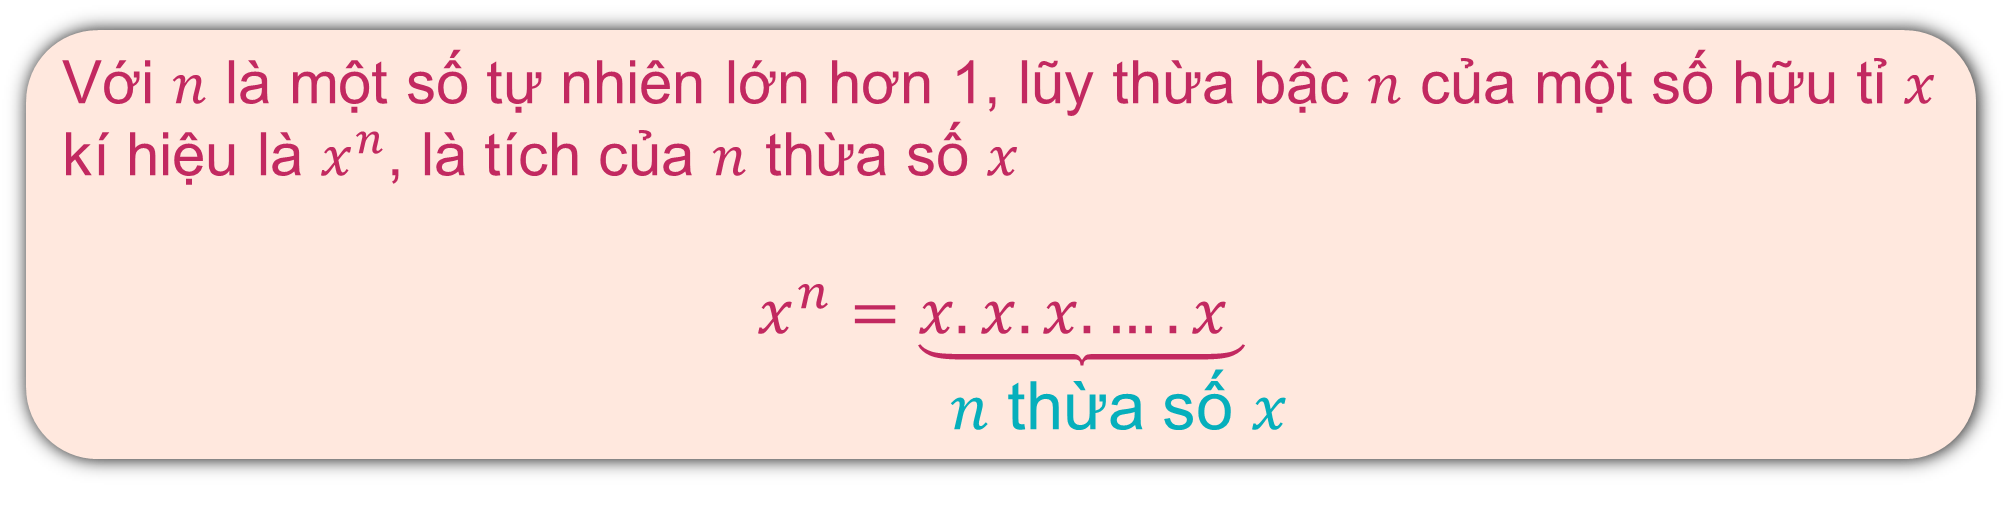 Với n là một số tự nhiên lớn hơn 1, lũy thừa bậc n của một số hữu tỉ x
kí hiệu là xⁿ, là tích của n thừa số x
xⁿ = x. x. x. … . x
n thừa số x